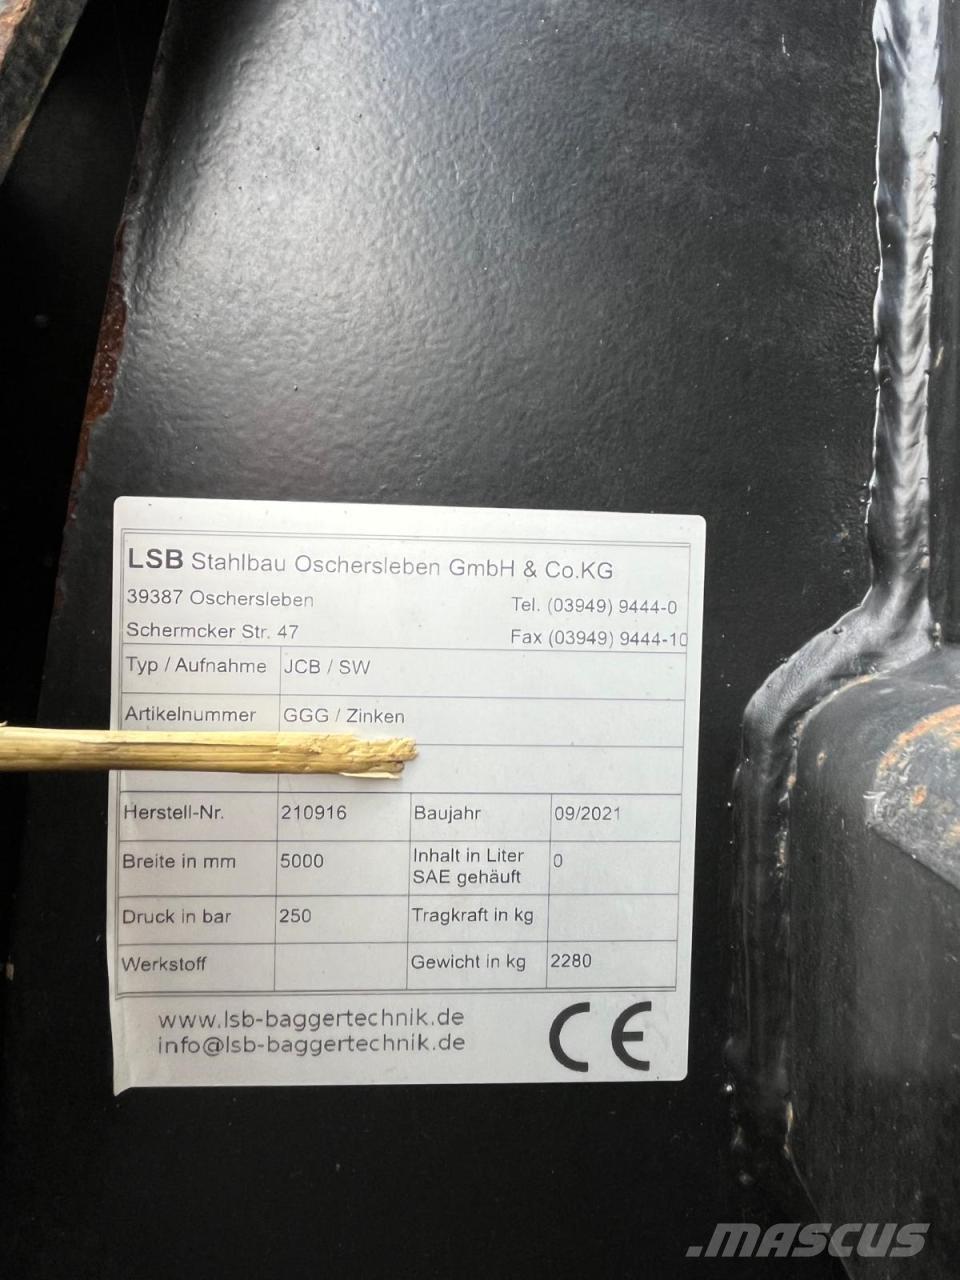 LSB Stahlbau Oschersleben GmbH & Co.KG
39387 Oschersleben Tel. (03949) 9444-0
Schermcker Str. 47 Fax (03949) 9444-10
Typ / Aufnahme JCB / SW
Artikelnummer GGG / Zinken
Herstell-Nr. 210916 Baujahr 09/2021
Breite in mm 5000 Inhalt in Liter SAE gehäuft 0
Druck in bar 250 Tragkraft in kg
Werkstoff Gewicht in kg 2280
www.lsb-baggertechnik.de
info@lsb-baggertechnik.de
CE
.MASCUS